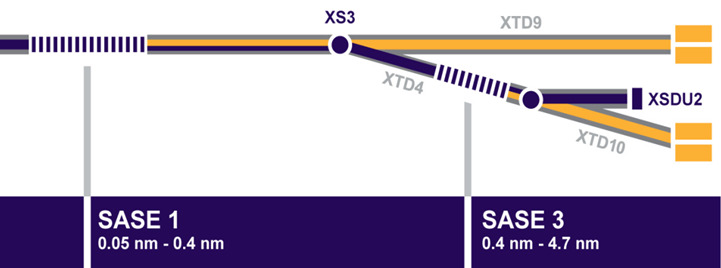 XS3
XTD9
XTD4
XSDU2
XTD10
SASE 1
0.05 nm - 0.4 nm
SASE 3
0.4 nm - 4.7 nm